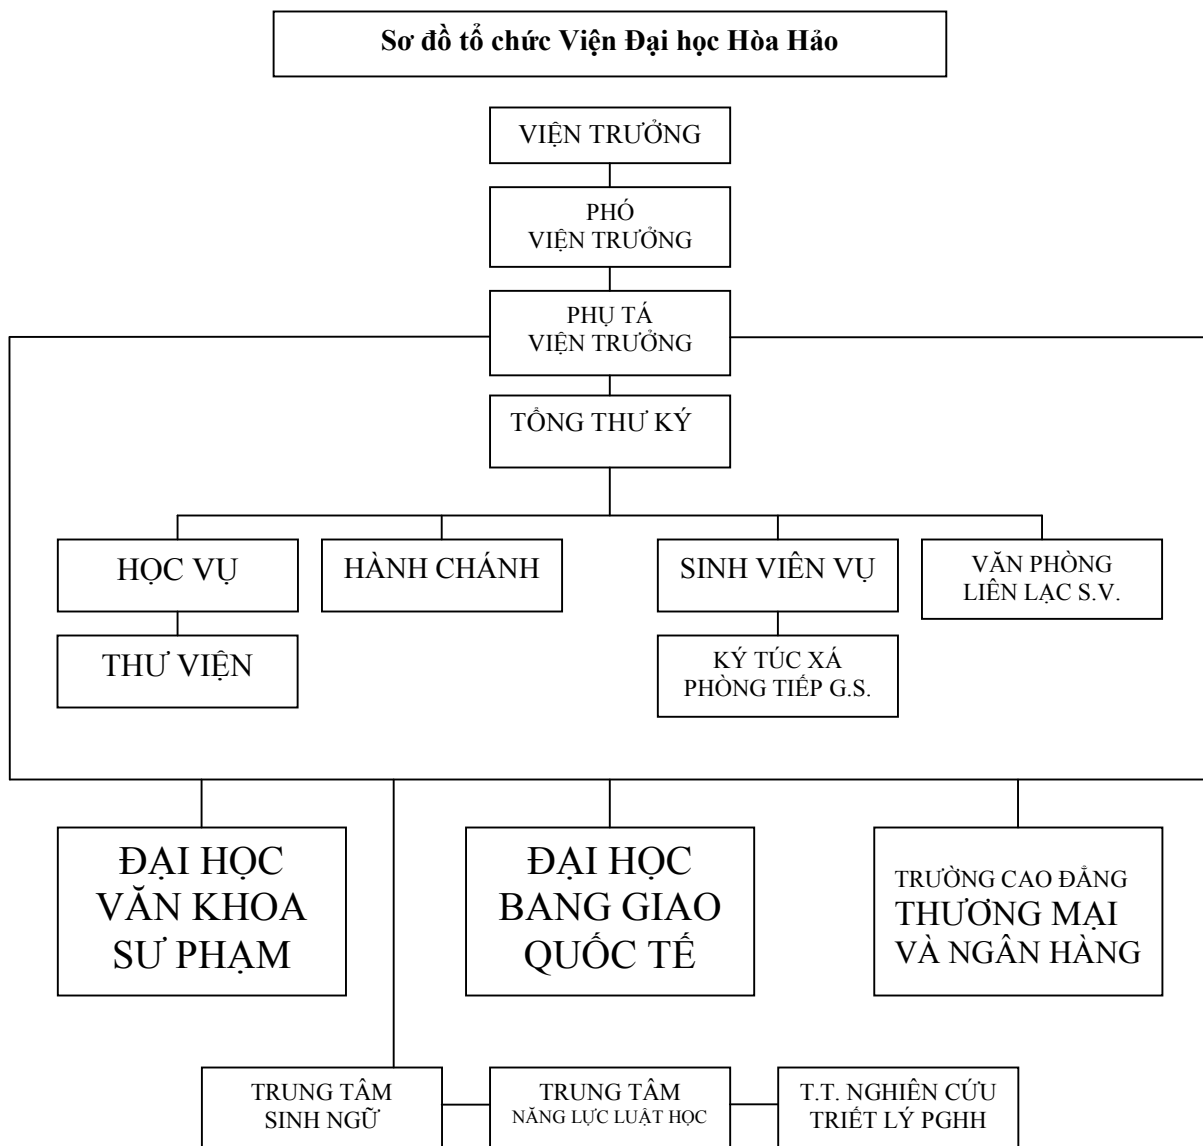 Sơ đồ tổ chức Viện Đại học Hòa Hảo
VIỆN TRƯỞNG
PHÓ
VIỆN TRƯỞNG
PHỤ TÁ
VIỆN TRƯỞNG
TỔNG THƯ KÝ
HỌC VỤ
HÀNH CHÁNH
SINH VIÊN VỤ
VĂN PHÒNG
LIÊN LẠC S.V.
THƯ VIỆN
KÝ TÚC XÁ
PHÒNG TIẾP G.S.
ĐẠI HỌC
VĂN KHOA
SƯ PHẠM
ĐẠI HỌC
BANG GIAO
QUỐC TẾ
TRƯỜNG CAO ĐẲNG
THƯƠNG MẠI
VÀ NGÂN HÀNG
TRUNG TÂM
SINH NGỮ
TRUNG TÂM
NĂNG LỰC LUẬT HỌC
T.T. NGHIÊN CỨU
TRIẾT LÝ PGHH